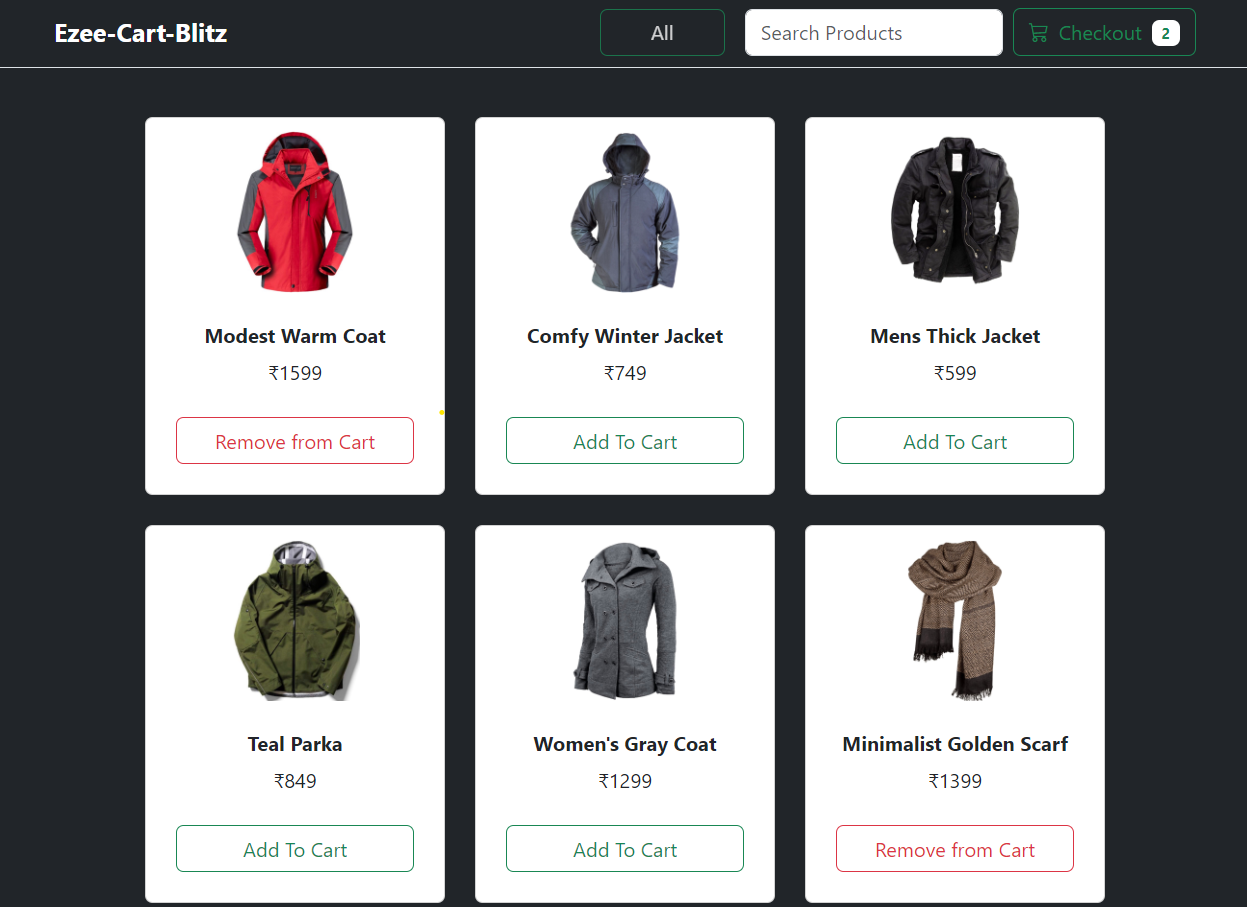 Ezee-Cart-Blitz
All
Search Products
Checkout 2
Modest Warm Coat
₹1599
Remove from Cart
Comfy Winter Jacket
₹749
Add To Cart
Mens Thick Jacket
₹599
Add To Cart
Teal Parka
₹849
Add To Cart
Women's Gray Coat
₹1299
Add To Cart
Minimalist Golden Scarf
₹1399
Remove from Cart